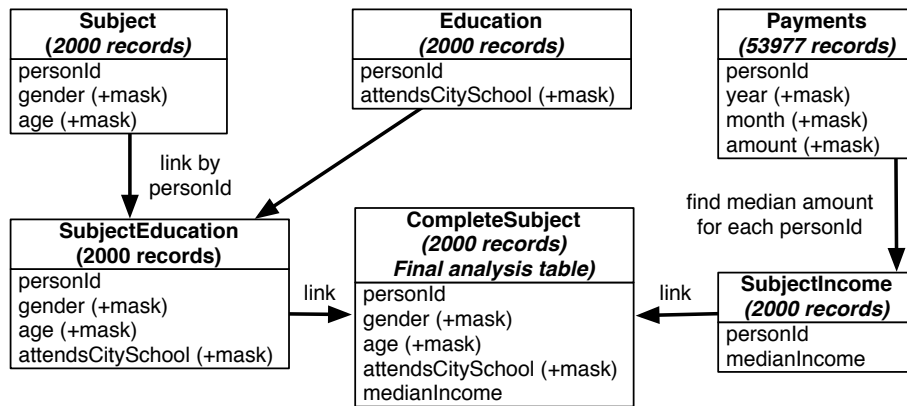 Subject
(2000 records)
personId
gender (+mask)
age (+mask)
Education
(2000 records)
personId
attendsCitySchool (+mask)
Payments
(53977 records)
personId
year (+mask)
month (+mask)
amount (+mask)
link by
personId
find median amount
for each personId
SubjectEducation
(2000 records)
personId
gender (+mask)
age (+mask)
attendsCitySchool (+mask)
link
CompleteSubject
(2000 records)
Final analysis table)
personId
gender (+mask)
age (+mask)
attendsCitySchool (+mask)
medianIncome
link
SubjectIncome
(2000 records)
personId
medianIncome